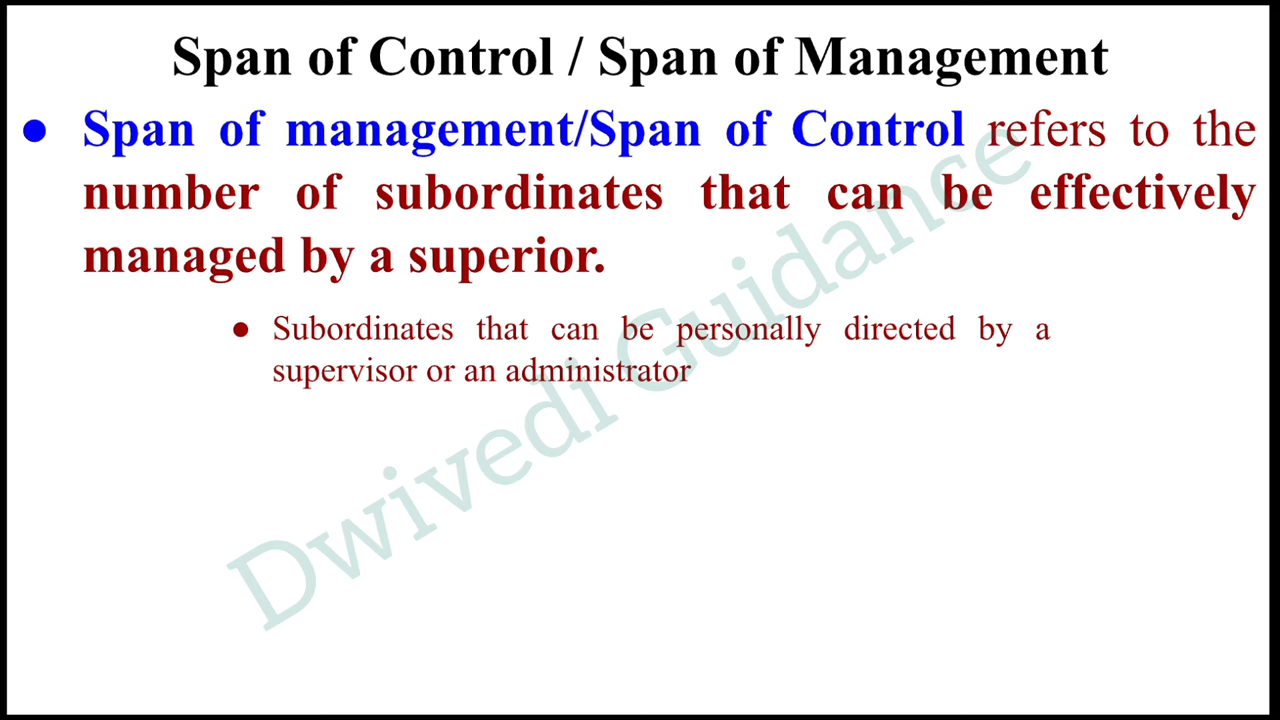 Span of Control / Span of Management
● Span of management/Span of Control refers to the
number of subordinates that can be effectively
managed by a superior.
● Subordinates that can be personally directed by a
supervisor or an administrator
Dwivedi Guidance